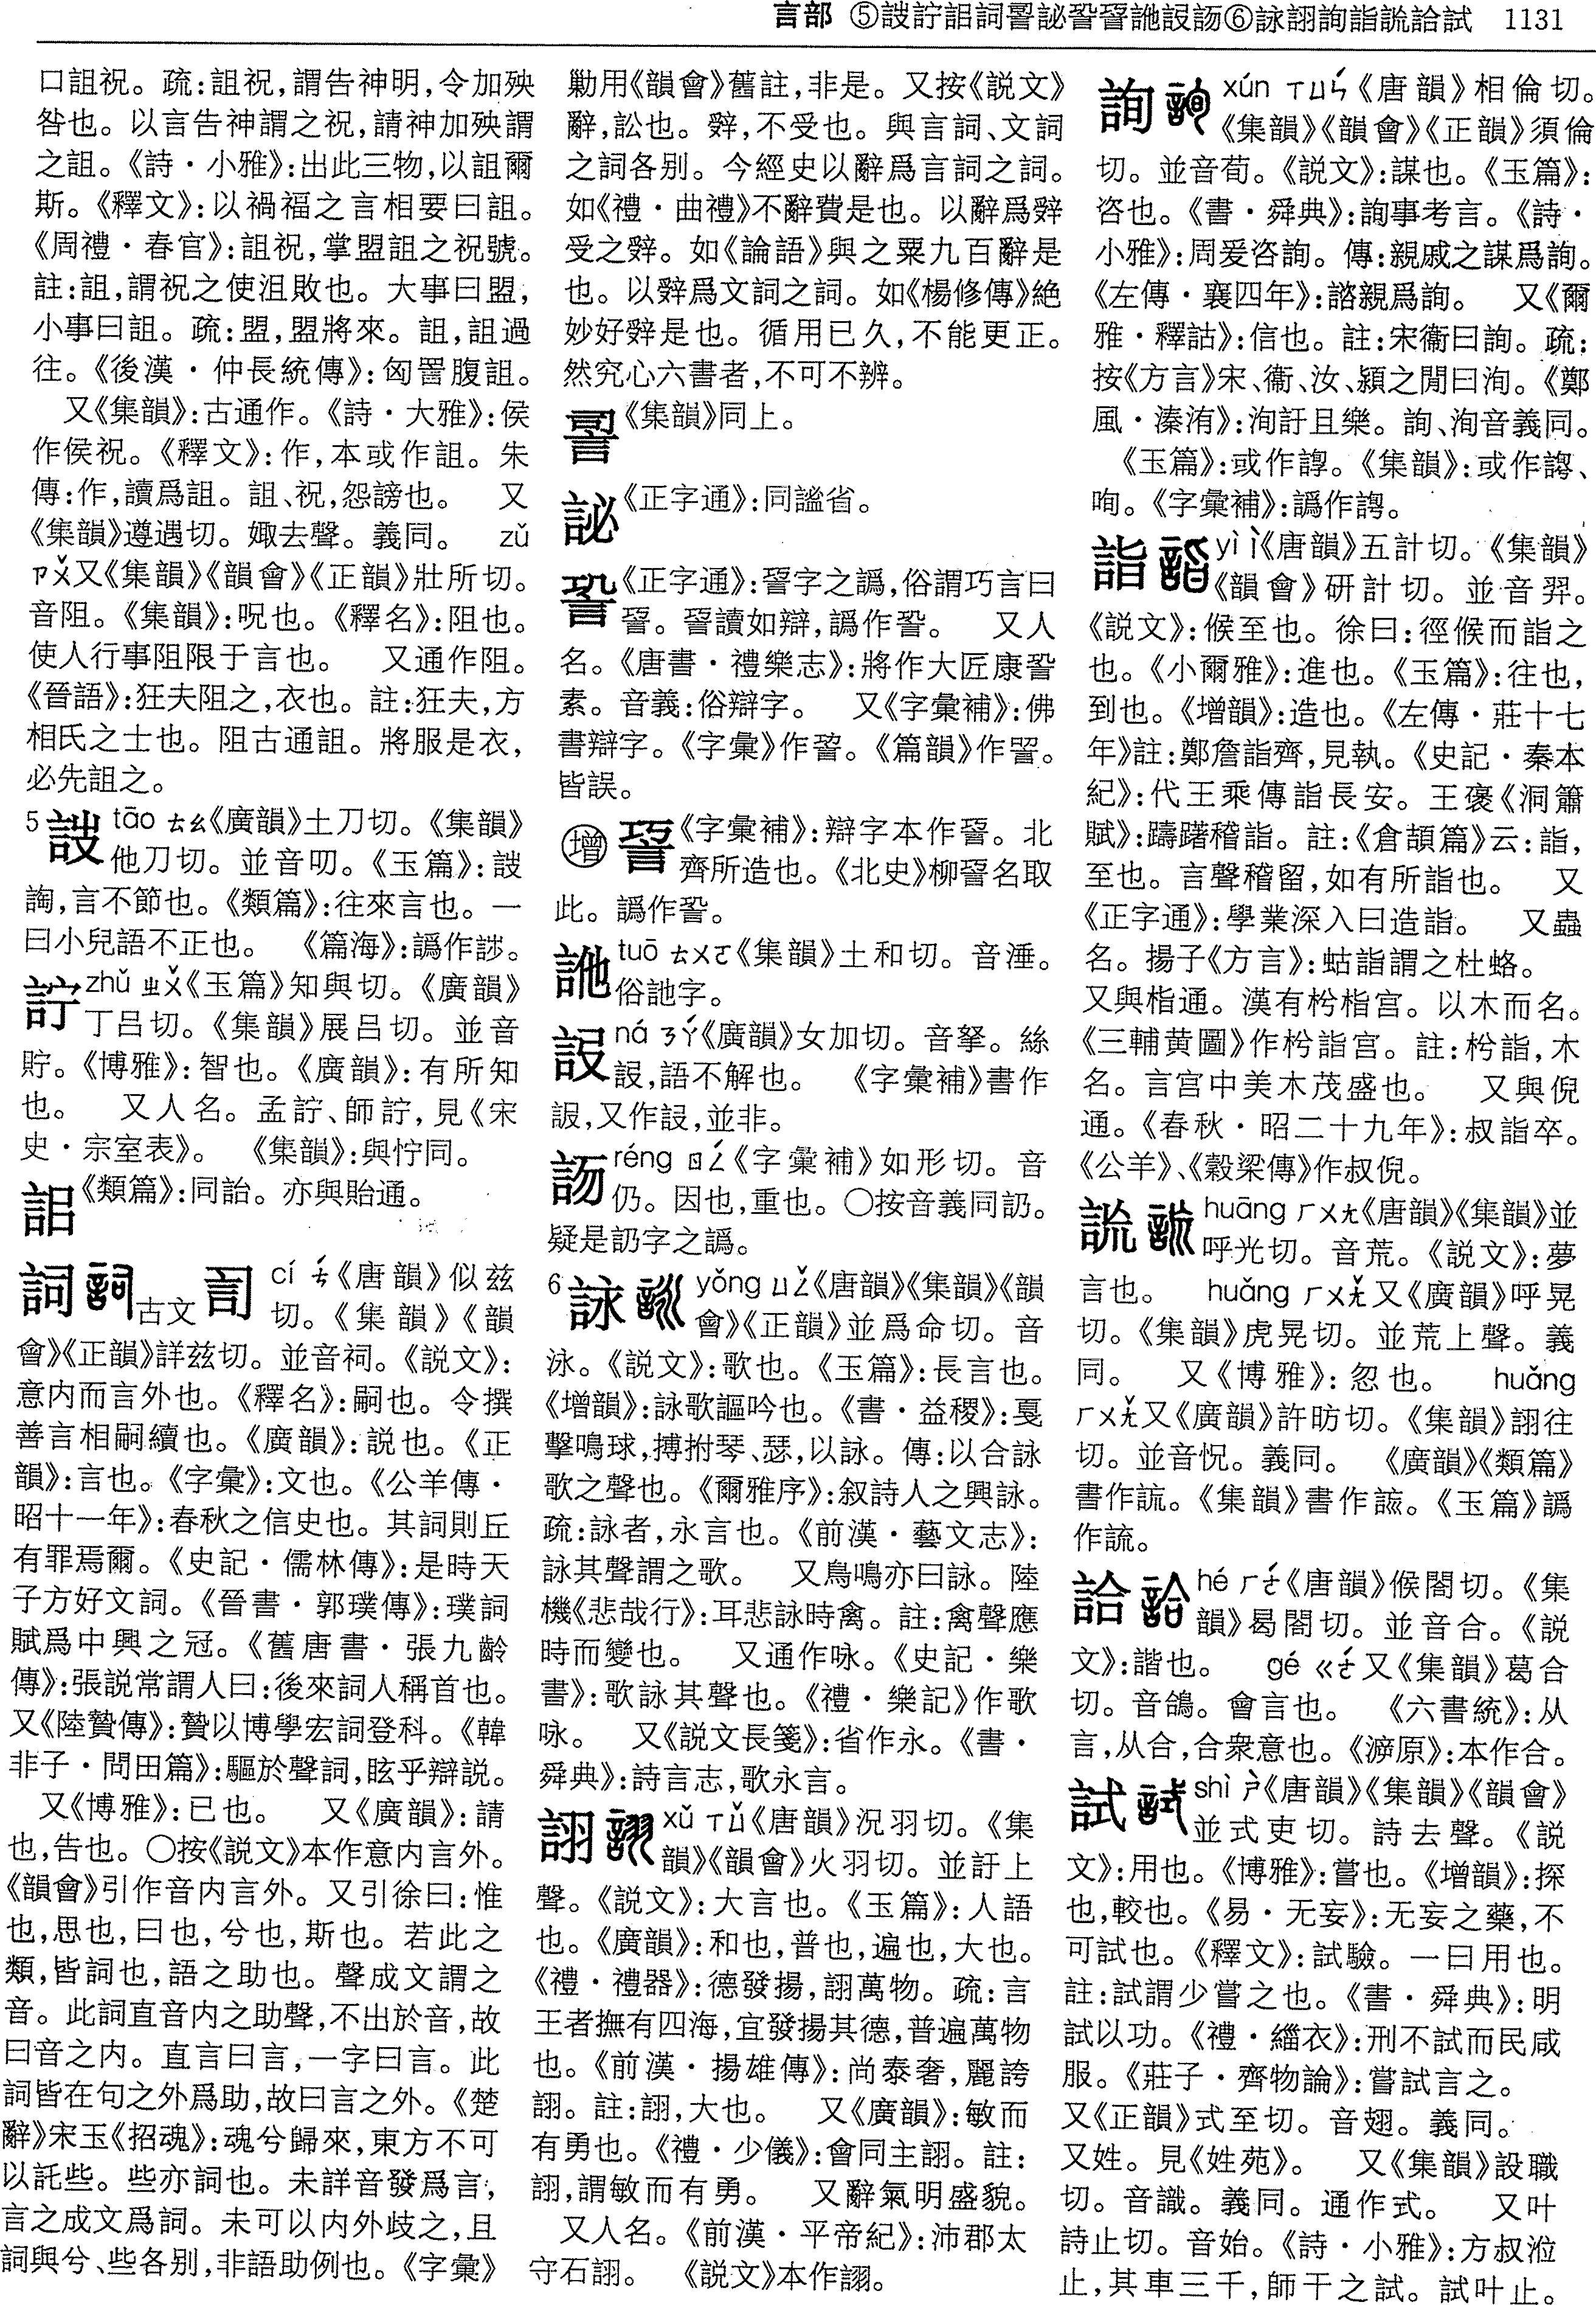 言部 ⑤䚯詝詛詞䛐䛑訑⑥詠詡詢詣詤詥試 1131
口詛祝。疏:詛祝,謂告神明,令加殃
咎也。以言告神謂之祝,請神加殃謂
之詛。《詩·小雅》:出此三物,以詛爾
斯。《釋文》:以禍福之言相要曰詛。
《周禮·春官》:詛祝,掌盟詛之祝號。
註:詛,謂祝之使沮敗也。大事曰盟,
小事曰詛。疏:盟,盟將來。詛,詛過
往。《後漢·仲長統傳》:匈詈腹詛。
又《集韻》:古通作。《詩·大雅》:侯
作侯祝。《釋文》:作,本或作詛。朱
傳:作,讀爲詛。詛、祝,怨謗也。 又
《集韻》遵遇切。娵去聲。義同。 zǔ
ㄗㄨˇ又《集韻》《韻會》《正韻》壯所切。
音阻。《集韻》:呪也。《釋名》:阻也。
使人行事阻限于言也。 又通作阻。
《晉語》:狂夫阻之,衣也。註:狂夫,方
相氏之士也。阻古通詛。將服是衣,
必先詛之。
5 tāo ㄊㄠ《廣韻》土刀切。《集韻》
他刀切。並音叨。《玉篇》:
詾,言不節也。《類篇》:往來言也。一
曰小兒語不正也。 《篇海》:譌作。
詝 zhǔ ㄓㄨˇ《玉篇》知與切。《廣韻》
丁吕切。《集韻》展吕切。並音
貯。《博雅》:智也。《廣韻》:有所知
也。 又人名。孟詝、師詝,見《宋
史·宗室表》。 《集韻》:與㤖同。
《類篇》:同詒。亦與貽通。
詞 古文 cí ㄘˊ《唐韻》似兹
切。《集韻》《韻
會》《正韻》詳兹切。並音祠。《説文》:
意内而言外也。《釋名》:嗣也。令撰
善言相嗣續也。《廣韻》:説也。《正
韻》:言也。《字彙》:文也。《公羊傳·
昭十一年》:春秋之信史也。其詞則丘
有罪焉爾。《史記·儒林傳》:是時天
子方好文詞。《晉書·郭璞傳》:璞詞
賦爲中興之冠。《舊唐書·張九齡
傳》:張説常謂人曰:後來詞人稱首也。
又《陸贄傳》:贄以博學宏詞登科。《韓
非子·問田篇》:驅於聲詞,眩乎辯説。
又《博雅》:已也。 又《廣韻》:請
也,告也。○按《説文》本作意内言外。
《韻會》引作音内言外。又引徐曰:惟
也,思也,曰也,兮也,斯也。若此之
類,皆詞也,語之助也。聲成文謂之
音。此詞直音内之助聲,不出於音,故
曰音之内。直言曰言,一字曰言。此
詞皆在句之外爲助,故曰言之外。《楚
辭》宋玉《招魂》:魂兮歸來,東方不可
以託些。些亦詞也。未詳音發爲言,
言之成文爲詞。未可以内外歧之,且
詞與兮、些各别,非語助例也。《字彙》
勦用《韻會》舊註,非是。又按《説文》
辭,訟也。辤,不受也。與言詞、文詞
之詞各别。今經史以辭爲言詞之詞。
如《禮·曲禮》不辭費是也。以辭爲辤
受之辤。如《論語》與之粟九百辭是
也。以辤爲文詞之詞。如《楊修傳》絶
妙好辤是也。循用已久,不能更正。
然究心六書者,不可不辨。
䛐《集韻》同上。
䛑《正字通》:同謐省。
《正字通》:字之譌,俗謂巧言曰
。讀如辯,譌作。 又人
名。《唐書·禮樂志》:將作大匠康
素。音義:俗辯字。 又《字彙補》:佛
書辯字。《字彙》作。《篇韻》作。
皆誤。
增 《字彙補》:辯字本作。北
齊所造也。《北史》柳名取
此。譌作。
tuō ㄊㄨㄛ《集韻》土和切。音涶。
俗訑字。
ná ㄋㄚˊ《廣韻》女加切。音拏。絲
,語不解也。 《字彙補》書作
,又作,並非。
réng ㄖㄥˊ《字彙補》如形切。音
仍。因也,重也。○按音義同訒。
疑是訒字之譌。
6 詠 yǒng ㄩㄥˇ《唐韻》《集韻》《韻
會》《正韻》並爲命切。音
泳。《説文》:歌也。《玉篇》:長言也。
《增韻》:詠歌謳吟也。《書·益稷》:戛
擊鳴球,搏拊琴、瑟,以詠。傳:以合詠
歌之聲也。《爾雅序》:叙詩人之興詠。
疏:詠者,永言也。《前漢·藝文志》:
詠其聲謂之歌。 又鳥鳴亦曰詠。陸
機《悲哉行》:耳悲詠時禽。註:禽聲應
時而變也。 又通作咏。《史記·樂
書》:歌詠其聲也。《禮·樂記》作歌
咏。 又《説文長箋》:省作永。《書·
舜典》:詩言志,歌永言。
詡 xǔ ㄒㄩˇ《唐韻》況羽切。《集
韻》《韻會》火羽切。並訏上
聲。《説文》:大言也。《玉篇》:人語
也。《廣韻》:和也,普也,遍也,大也。
《禮·禮器》:德發揚,詡萬物。疏:言
王者撫有四海,宜發揚其德,普遍萬物
也。《前漢·揚雄傳》:尚泰奢,麗誇
詡。註:詡,大也。 又《廣韻》:敏而
有勇也。《禮·少儀》:會同主詡。註:
詡,謂敏而有勇。 又辭氣明盛貌。
又人名。《前漢·平帝紀》:沛郡太
守石詡。 《説文》本作詡。
詢 xún ㄒㄩㄣˊ《唐韻》相倫切。
《集韻》《韻會》《正韻》須倫
切。並音荀。《説文》:謀也。《玉篇》:
咨也。《書·舜典》:詢事考言。《詩·
小雅》:周爰咨詢。傳:親戚之謀爲詢。
《左傳·襄四年》:諮親爲詢。 又《爾
雅·釋詁》:信也。註:宋衞曰詢。疏:
按《方言》宋、衞、汝、潁之閒曰洵。《鄭
風·溱洧》:洵訏且樂。詢、洵音義同。
《玉篇》:或作。《集韻》:或作、
咰。《字彙補》:譌作。
詣 yì ㄧˋ《唐韻》五計切。《集韻》
《韻會》研計切。並音羿。
《説文》:候至也。徐曰:徑候而詣之
也。《小爾雅》:進也。《玉篇》:往也,
到也。《增韻》:造也。《左傳·莊十七
年》註:鄭詹詣齊,見執。《史記·秦本
紀》:代王乘傳詣長安。王褒《洞簫
賦》:躊躇稽詣。註:《倉頡篇》云:詣,
至也。言聲稽留,如有所詣也。 又
《正字通》:學業深入曰造詣。 又蟲
名。揚子《方言》:蛄詣謂之杜蛒。
又與栺通。漢有枍栺宫。以木而名。
《三輔黄圖》作枍詣宫。註:枍詣,木
名。言宫中美木茂盛也。 又與倪
通。《春秋·昭二十九年》:叔詣卒。
《公羊》、《穀梁傳》作叔倪。
詤 huāng ㄏㄨㄤ《唐韻》《集韻》並
呼光切。音荒。《説文》:夢
言也。 huǎng ㄏㄨㄤˇ又《廣韻》呼晃
切。《集韻》虎晃切。並荒上聲。義
同。 又《博雅》:忽也。 huǎng
ㄏㄨㄤˇ又《廣韻》許昉切。《集韻》詡往
切。並音怳。義同。 《廣韻》《類篇》
書作。《集韻》書作。《玉篇》譌
作。
詥 hé ㄏㄜˊ《唐韻》候閤切。《集
韻》曷閤切。並音合。《説
文》:諧也。 gé ㄍㄜˊ又《集韻》葛合
切。音鴿。會言也。 《六書統》:从
言,从合,合衆意也。《㴑原》:本作合。
試 shì ㄕˋ《唐韻》《集韻》《韻會》
並式吏切。詩去聲。《説
文》:用也。《博雅》:嘗也。《增韻》:探
也,較也。《易·无妄》:无妄之藥,不
可試也。《釋文》:試驗。一曰用也。
註:試謂少嘗之也。《書·舜典》:明
試以功。《禮·緇衣》:刑不試而民咸
服。《莊子·齊物論》:嘗試言之。
又《正韻》式至切。音翅。義同。
又姓。見《姓苑》。 又《集韻》設職
切。音識。義同。通作式。 又叶
詩止切。音始。《詩·小雅》:方叔涖
止,其車三千,師干之試。試叶止。